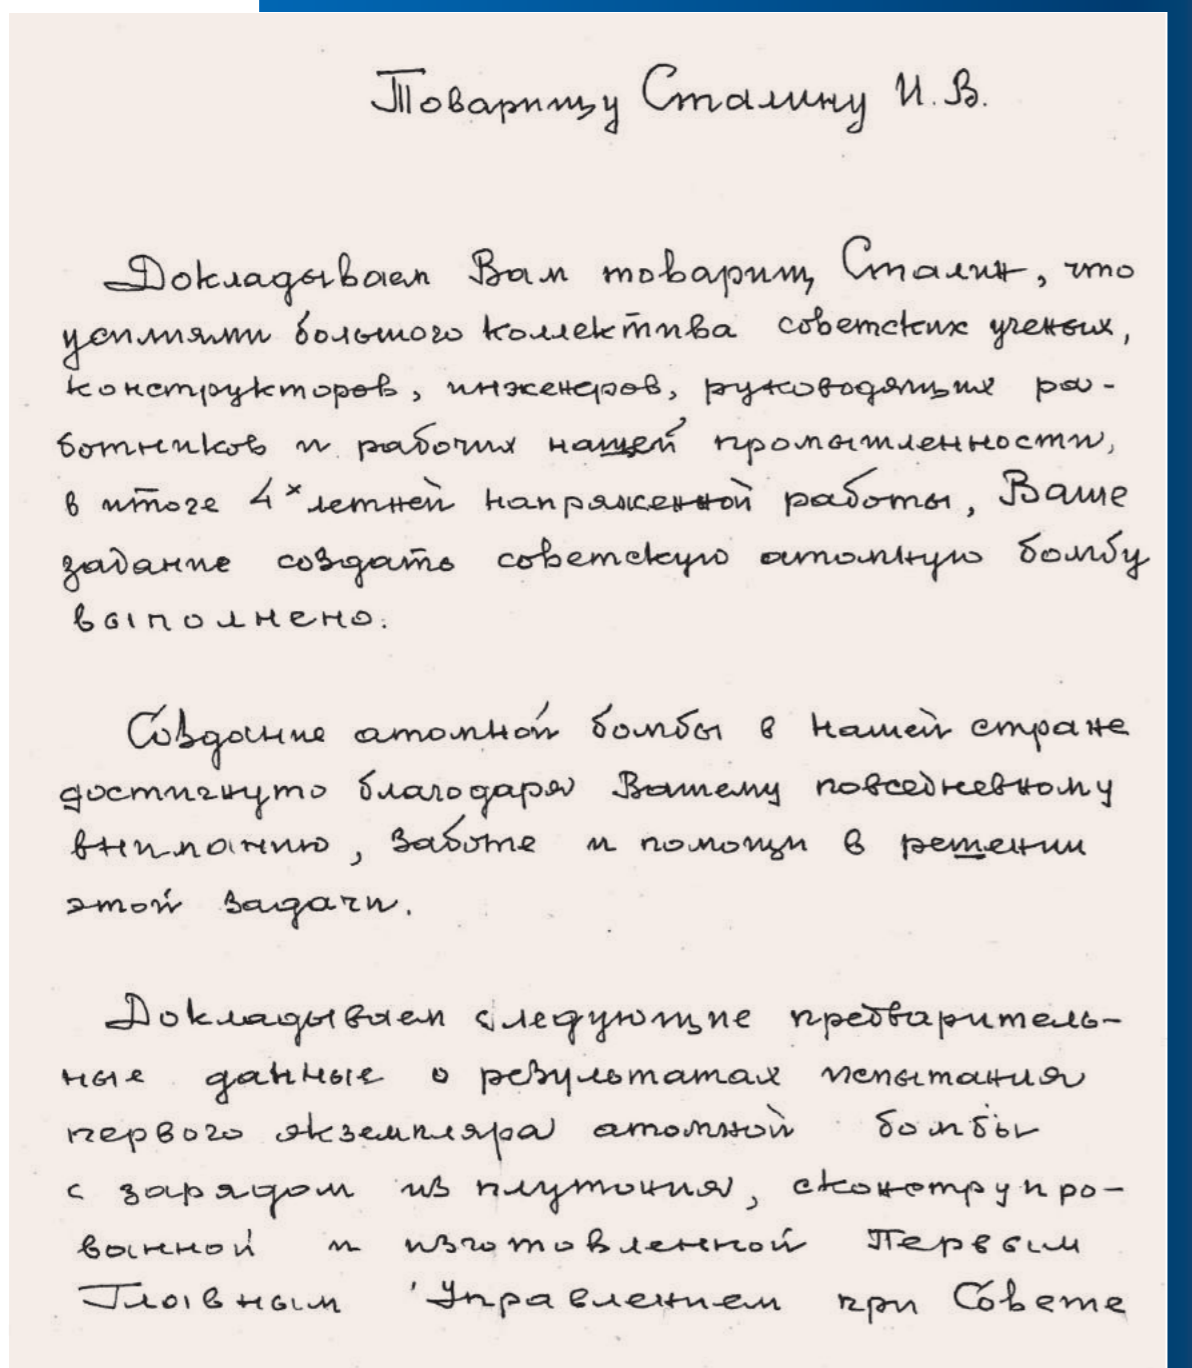 Товарищу Сталину И.В.
Докладываем Вам товарищ Сталин, что
усилиями большого коллектива советских ученых,
конструкторов, инженеров, руководящих ра-
ботников и рабочих нашей промышленности,
в итоге 4х летней напряженной работы, Ваше
задание создать советскую атомную бомбу
выполнено.
Создание атомной бомбы в нашей стране
достигнуто благодаря Вашему повседневному
вниманию, заботе и помощи в решении
этой задачи.
Докладываем следующие предваритель-
ные данные о результатах испытания
первого экземпляра атомной бомбы
с зарядом из плутония, сконструиро-
ванной и изготовленной Первым
Главным Управлением при Совете